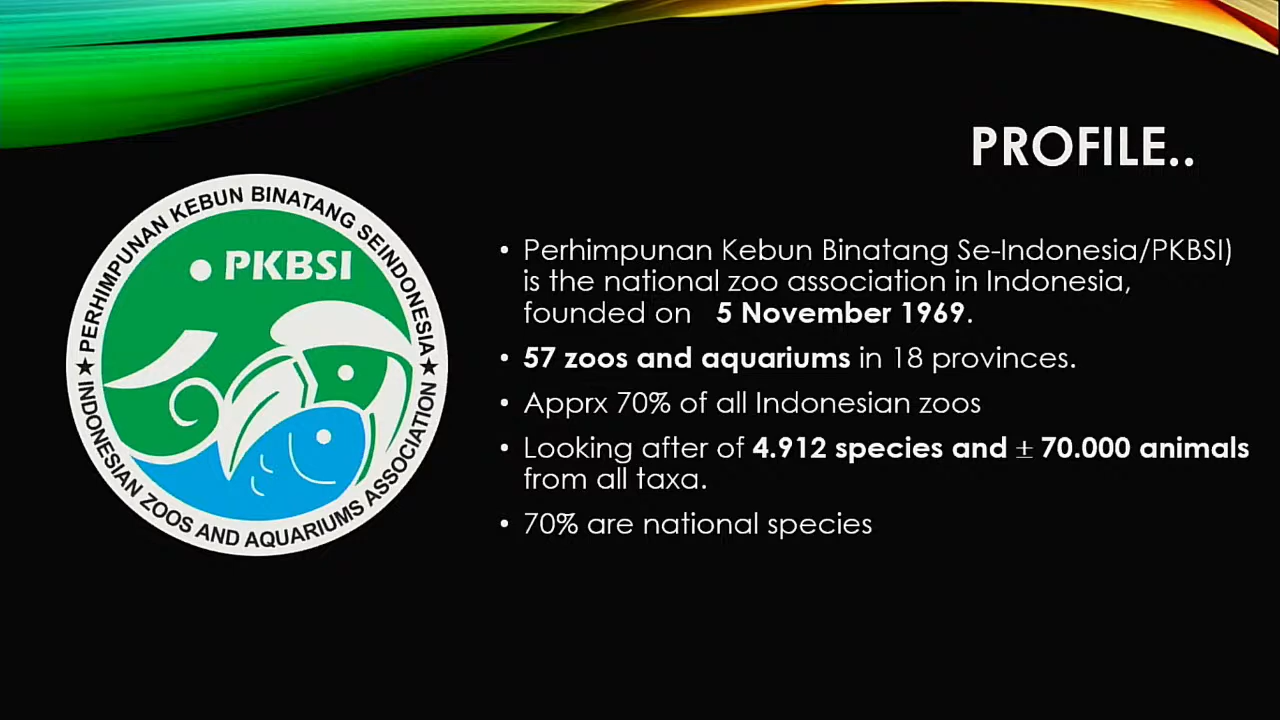 PROFILE..
PERHIMPUNAN KEBUN BINATANG SEINDONESIA
PKBSI
INDONESIAN ZOOS AND AQUARIUMS ASSOCIATION
• Perhimpunan Kebun Binatang Se-Indonesia/PKBSI)
is the national zoo association in Indonesia,
founded on 5 November 1969.
• 57 zoos and aquariums in 18 provinces.
• Apprx 70% of all Indonesian zoos
• Looking after of 4.912 species and ± 70.000 animals
from all taxa.
• 70% are national species